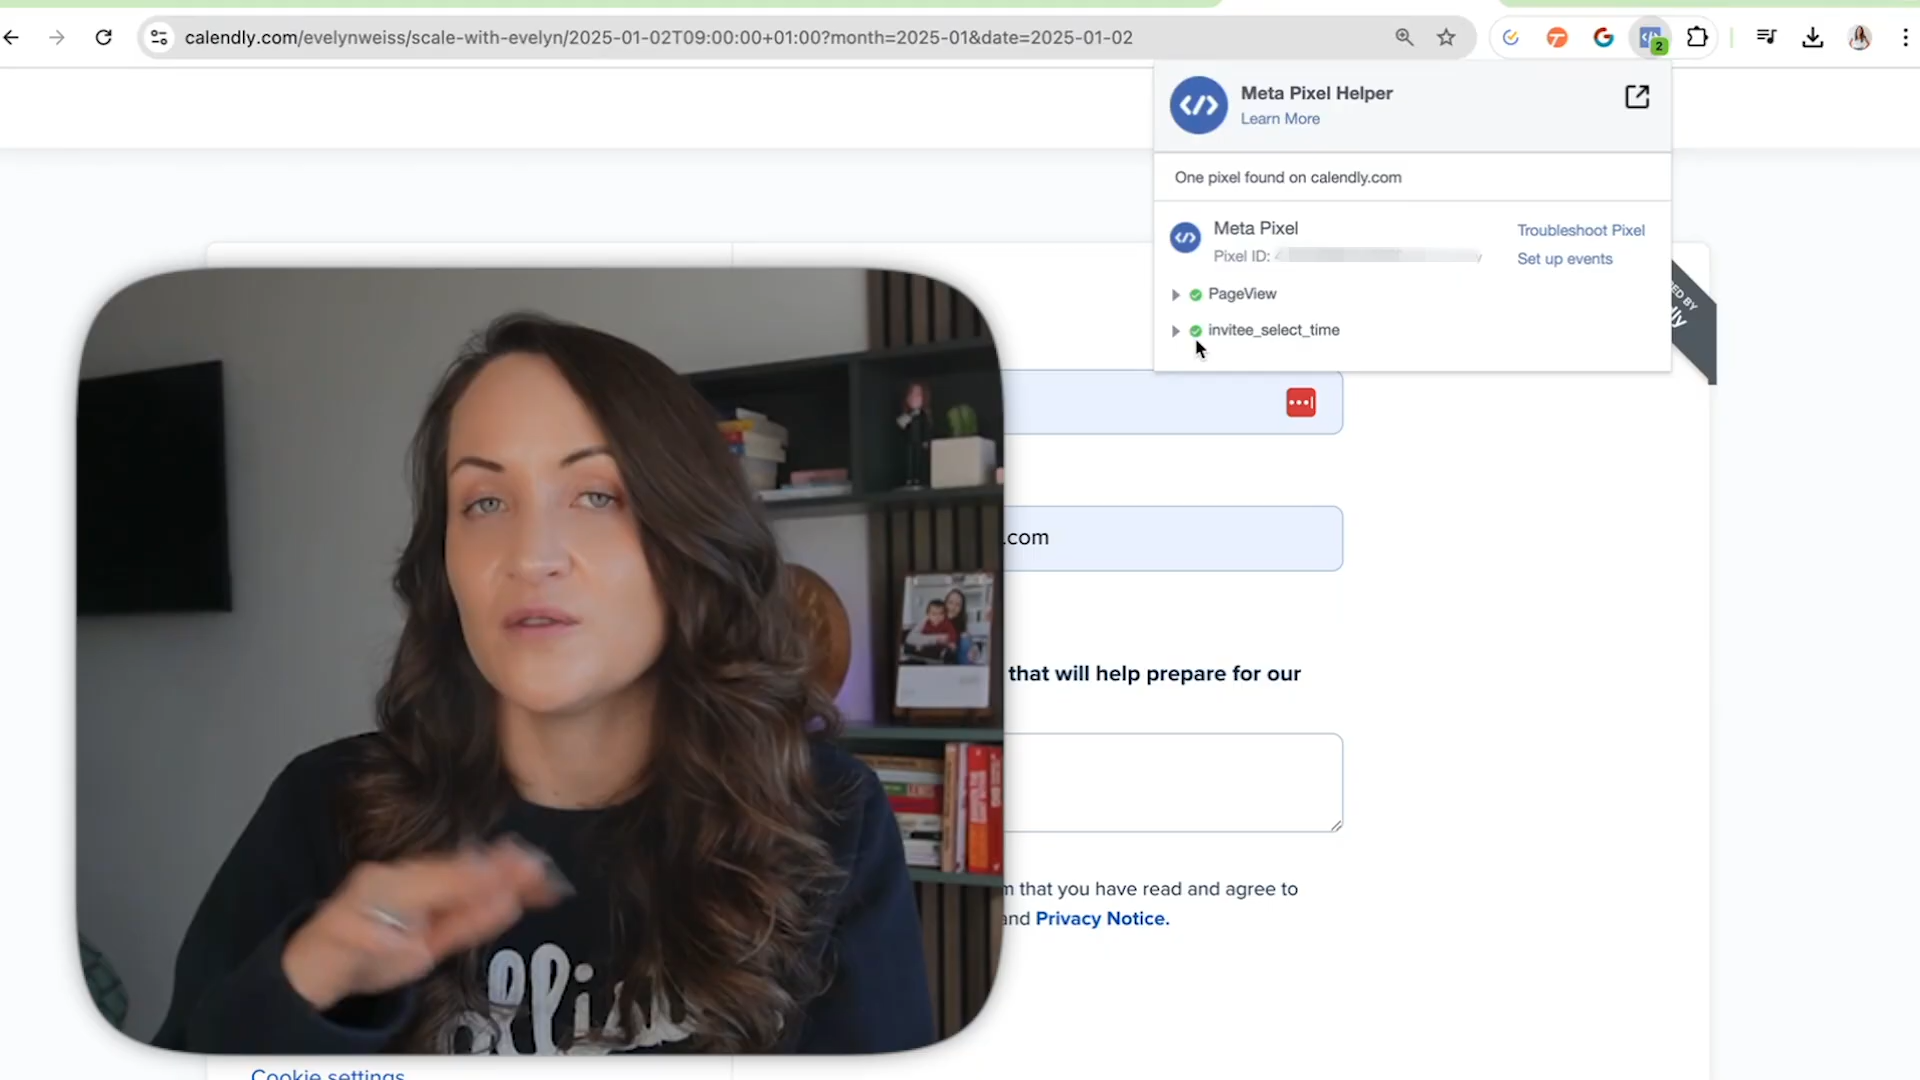 calendly.com/evelynweiss/scale-with-evelyn/2025-01-02T09:00:00+01:00?month=2025-01&date=2025-01-02
2
Meta Pixel Helper
Learn More
One pixel found on calendly.com
Meta Pixel
Troubleshoot Pixel
Pixel ID:
Set up events
PageView
invitee_select_time
.com
that will help prepare for our
that you have read and agree to
and Privacy Notice.
Cookie settings